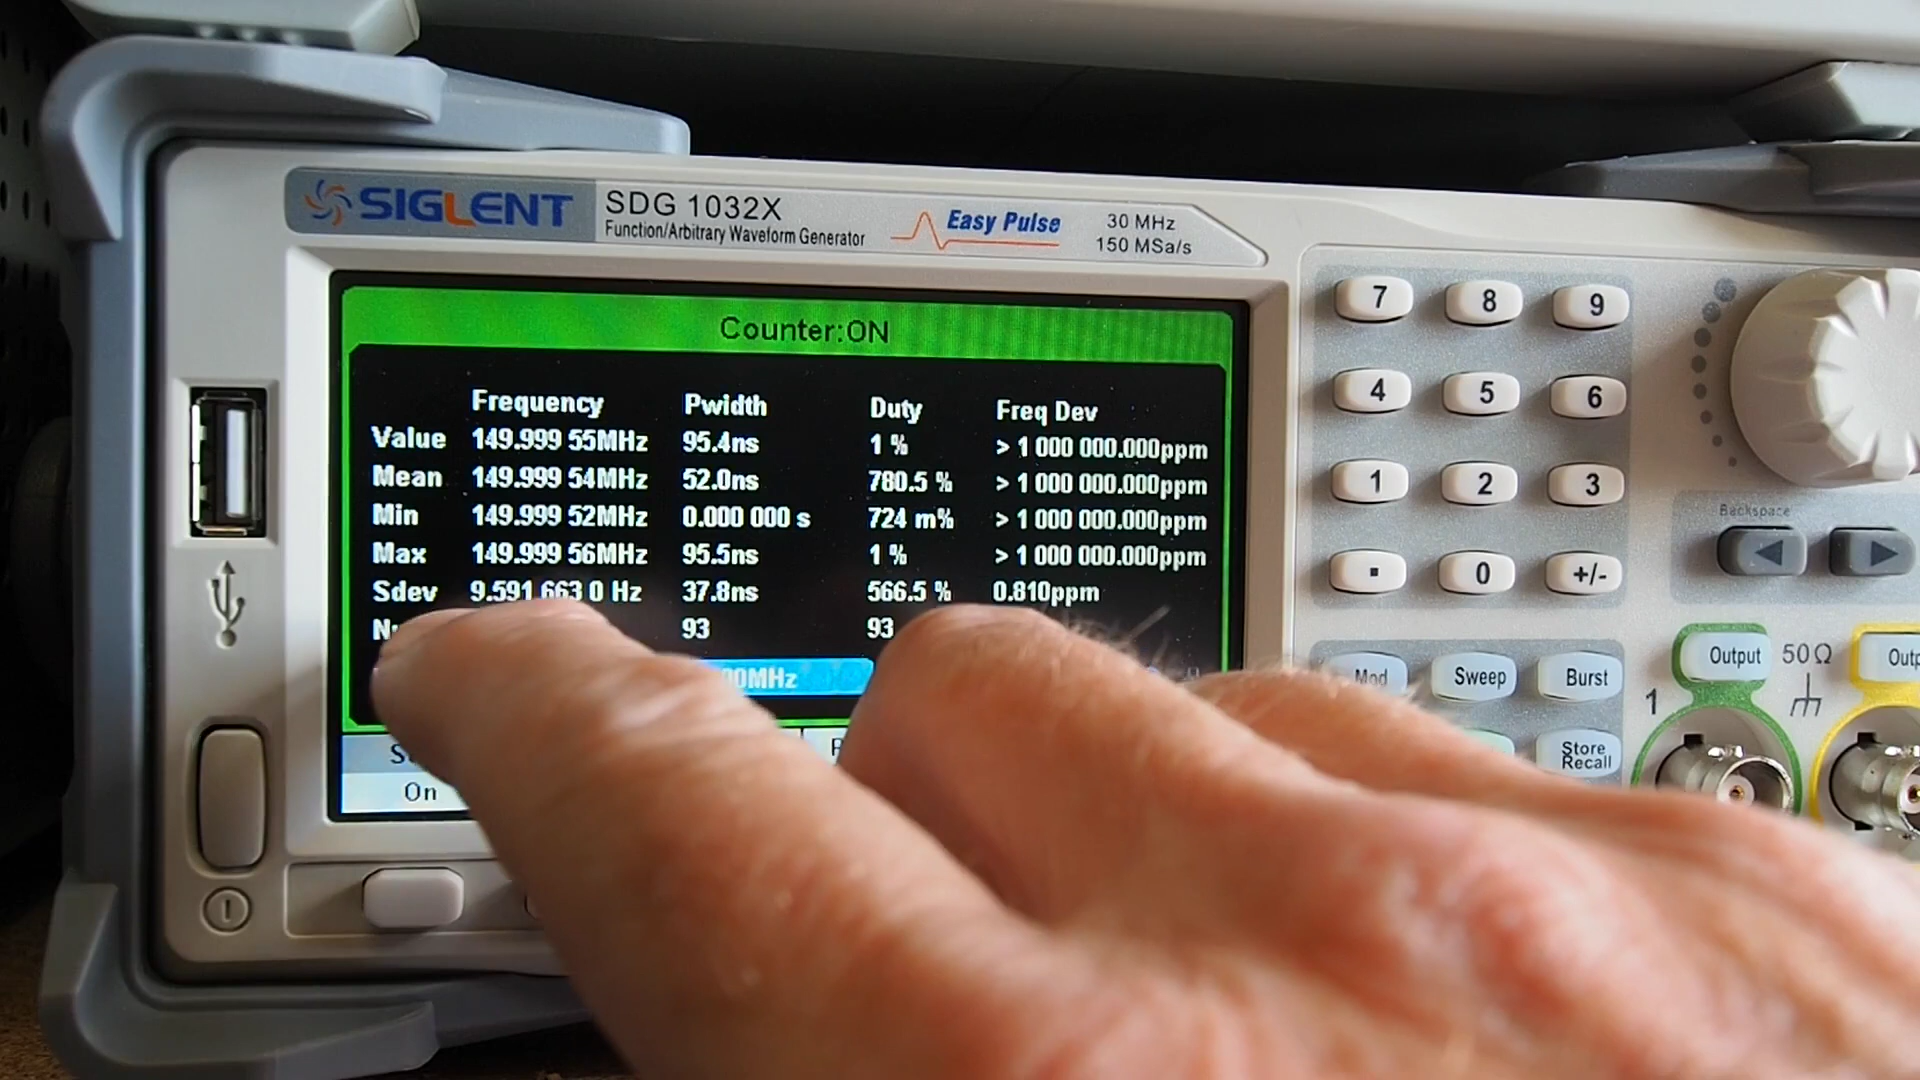 SIGLENT
SDG 1032X
Function/Arbitrary Waveform Generator
Easy Pulse
30 MHz
150 MSa/s
Counter:ON
Frequency Pwidth Duty Freq Dev
Value 149.999 55MHz 95.4ns 1 % > 1 000 000.000ppm
Mean 149.999 54MHz 52.0ns 780.5 % > 1 000 000.000ppm
Min 149.999 52MHz 0.000 000 s 724 m% > 1 000 000.000ppm
Max 149.999 56MHz 95.5ns 1 % > 1 000 000.000ppm
Sdev 9.591 663 0 Hz 37.8ns 566.5 % 0.810ppm
93 93
On
7 8 9
4 5 6
1 2 3
. 0 +/-
Backspace
Mod Sweep Burst
Store
Recall
Output 50Ω
1